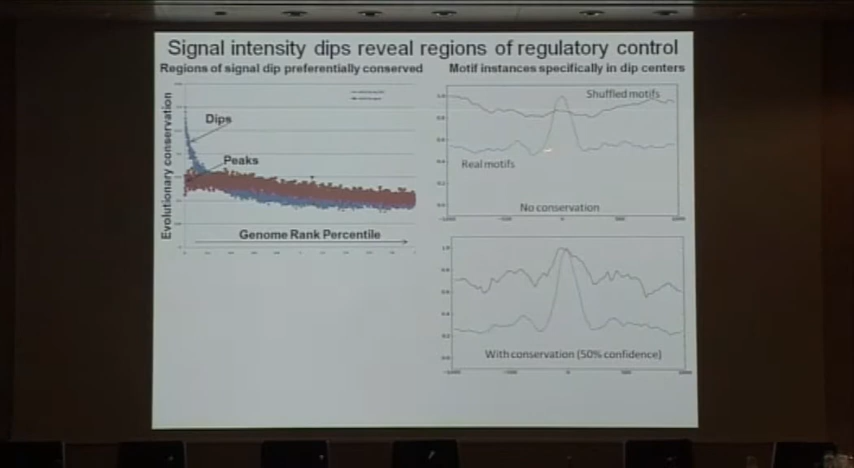 Signal intensity dips reveal regions of regulatory control
Regions of signal dip preferentially conserved
Evolutionary conservation
Dips
Peaks
Genome Rank Percentile
Motif instances specifically in dip centers
Shuffled motifs
Real motifs
No conservation
With conservation (50% confidence)